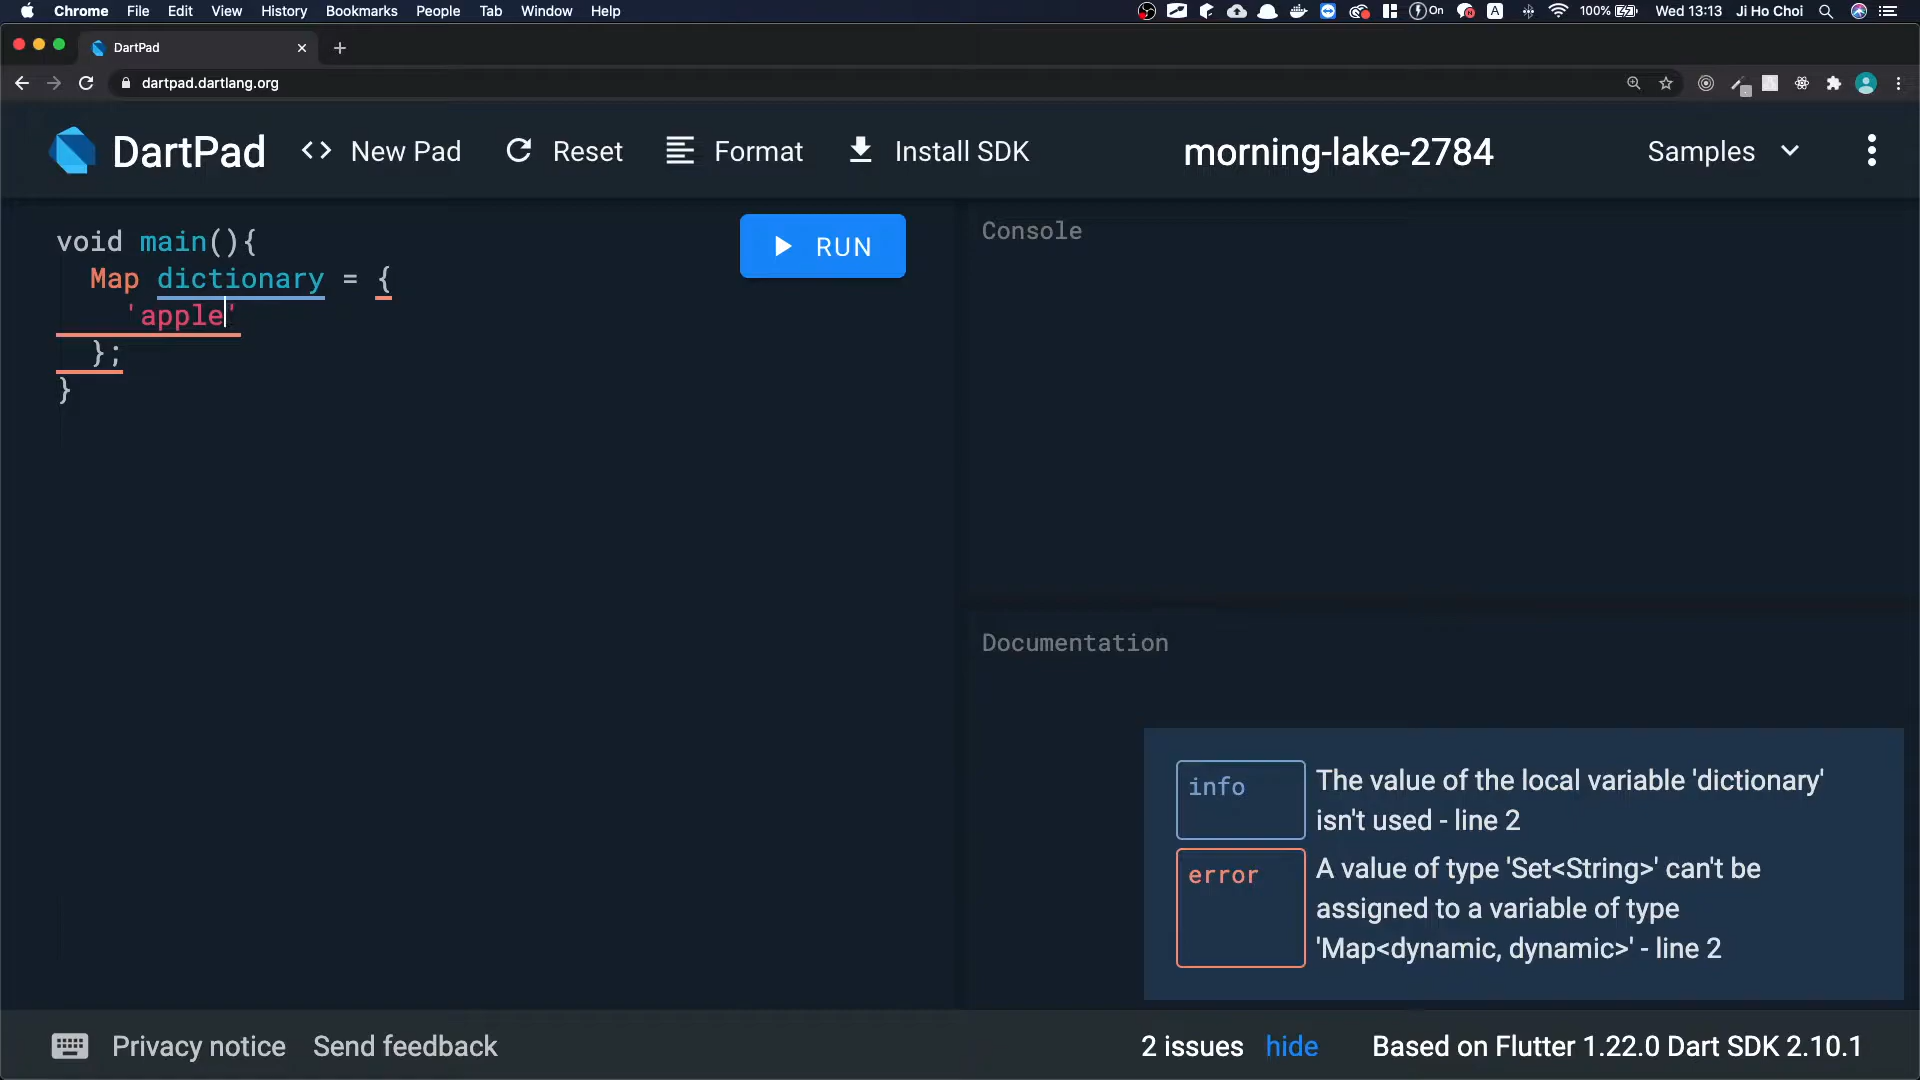 Chrome File Edit View History Bookmarks People Tab Window Help
On A 100% Wed 13:13 Ji Ho Choi
DartPad
dartpad.dartlang.org
DartPad <> New Pad Reset Format Install SDK morning-lake-2784 Samples
void main(){
Map dictionary = {
'apple'
};
}
RUN
Console
Documentation
info The value of the local variable 'dictionary'
isn't used - line 2
error A value of type 'Set<String>' can't be
assigned to a variable of type
'Map<dynamic, dynamic>' - line 2
Privacy notice Send feedback 2 issues hide Based on Flutter 1.22.0 Dart SDK 2.10.1